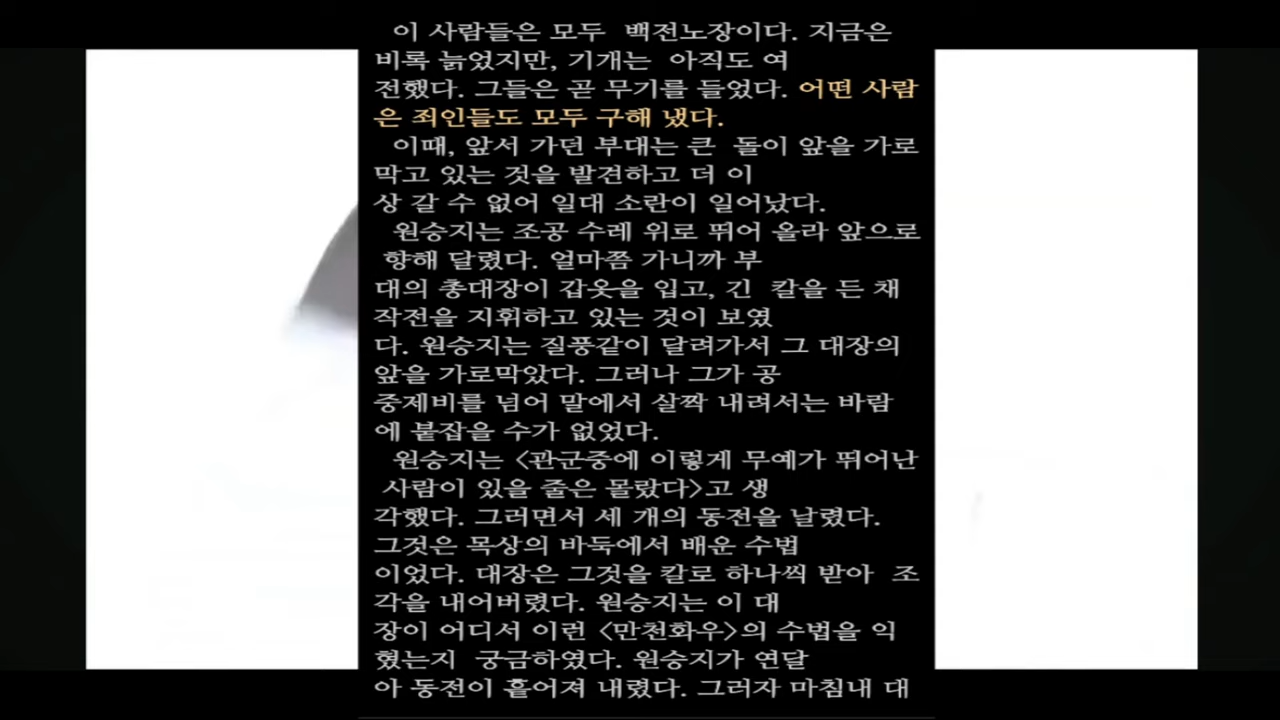 이 사람들은 모두 백전노장이다. 지금은
비록 늙었지만, 기개는 아직도 여
전했다. 그들은 곧 무기를 들었다. 어떤 사람
은 죄인들도 모두 구해 냈다.
이때, 앞서 가던 부대는 큰 돌이 앞을 가로
막고 있는 것을 발견하고 더 이
상 갈 수 없어 일대 소란이 일어났다.
원승지는 조공 수레 위로 뛰어 올라 앞으로
향해 달렸다. 얼마쯤 가니까 부
대의 총대장이 갑옷을 입고, 긴 칼을 든 채
작전을 지휘하고 있는 것이 보였
다. 원승지는 질풍같이 달려가서 그 대장의
앞을 가로막았다. 그러나 그가 공
중제비를 넘어 말에서 살짝 내려서는 바람
에 붙잡을 수가 없었다.
원승지는 <관군중에 이렇게 무예가 뛰어난
사람이 있을 줄은 몰랐다>고 생
각했다. 그러면서 세 개의 동전을 날렸다.
그것은 목상의 바둑에서 배운 수법
이었다. 대장은 그것을 칼로 하나씩 받아 조
각을 내어버렸다. 원승지는 이 대
장이 어디서 이런 <만천화우>의 수법을 익
혔는지 궁금하였다. 원승지가 연달
아 동전이 흩어져 내렸다. 그러자 마침내 대